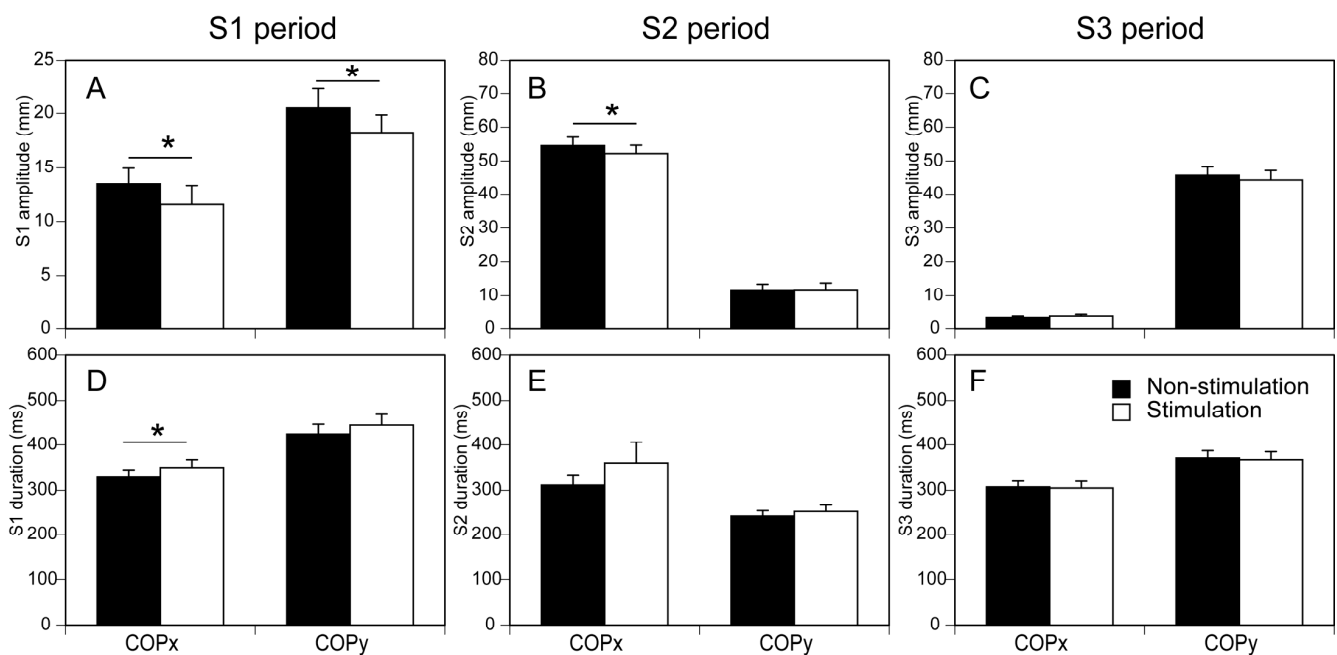 S1 period
S2 period
S3 period
A
S1 amplitude (mm)
25
20
15
10
5
0
*
*
B
S2 amplitude (mm)
80
70
60
50
40
30
20
10
0
*
C
S3 amplitude (mm)
80
70
60
50
40
30
20
10
0
D
S1 duration (ms)
600
500
400
300
200
100
0
*
COPx
COPy
E
S2 duration (ms)
600
500
400
300
200
100
0
COPx
COPy
F
S3 duration (ms)
600
500
400
300
200
100
0
Non-stimulation
Stimulation
COPx
COPy